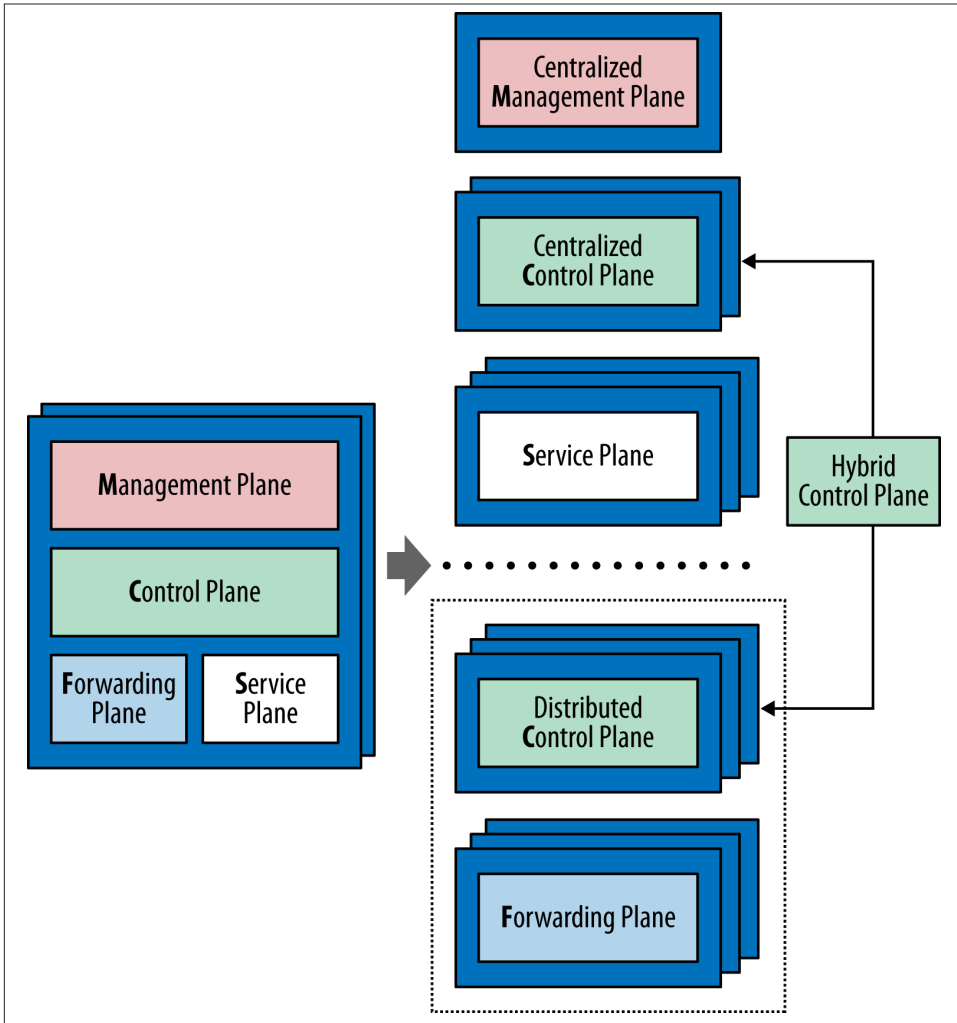 Centralized
Management Plane
Centralized
Control Plane
Service Plane
Hybrid
Control Plane
Management Plane
Control Plane
Forwarding
Plane
Service
Plane
Distributed
Control Plane
Forwarding Plane